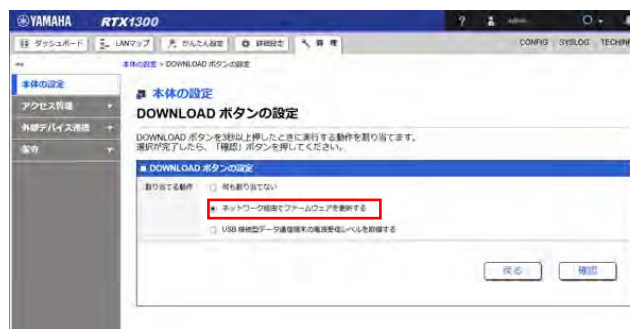 YAMAHA RTX1300
ダッシュボード LANマップ かんたん設定 詳細設定 管理 CONFIG SYSLOG TECHINFO
本体の設定 > DOWNLOAD ボタンの設定
本体の設定
アクセス管理
外部デバイス連携
保守
本体の設定
DOWNLOAD ボタンの設定
DOWNLOAD ボタンを3秒以上押したときに実行する動作を割り当てます。
選択が完了したら、「確認」ボタンを押してください。
DOWNLOAD ボタンの設定
割り当てる動作 何も割り当てない
ネットワーク経由でファームウェアを更新する
USB 接続型データ通信端末の電波受信レベルを取得する
戻る 確認